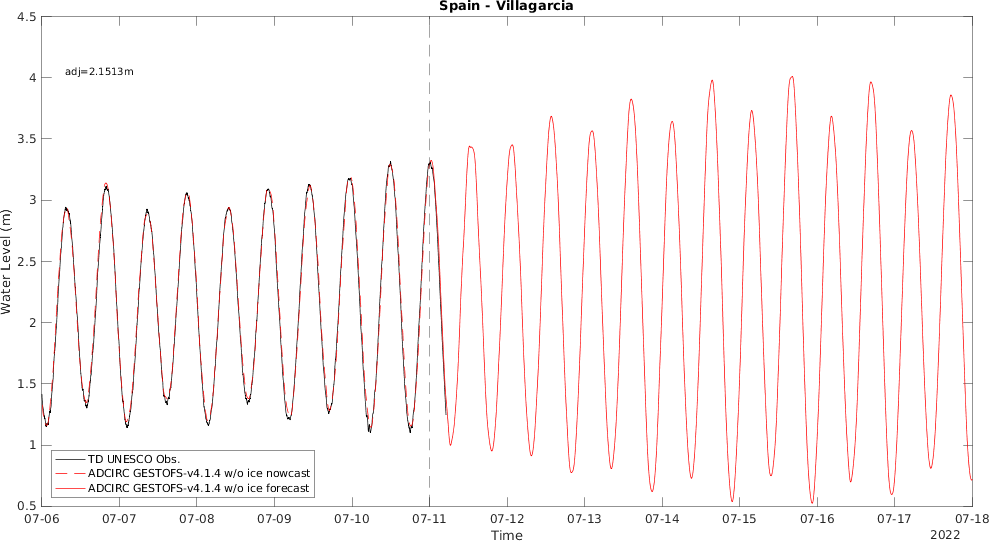 Spain - Villagarcia
4.5
4
3.5
3
2.5
2
1.5
1
0.5
Water Level (m)
adj=2.1513m
TD UNESCO Obs.
ADCIRC GESTOFS-v4.1.4 w/o ice nowcast
ADCIRC GESTOFS-v4.1.4 w/o ice forecast
07-06 07-07 07-08 07-09 07-10 07-11 07-12 07-13 07-14 07-15 07-16 07-17 07-18
Time
2022